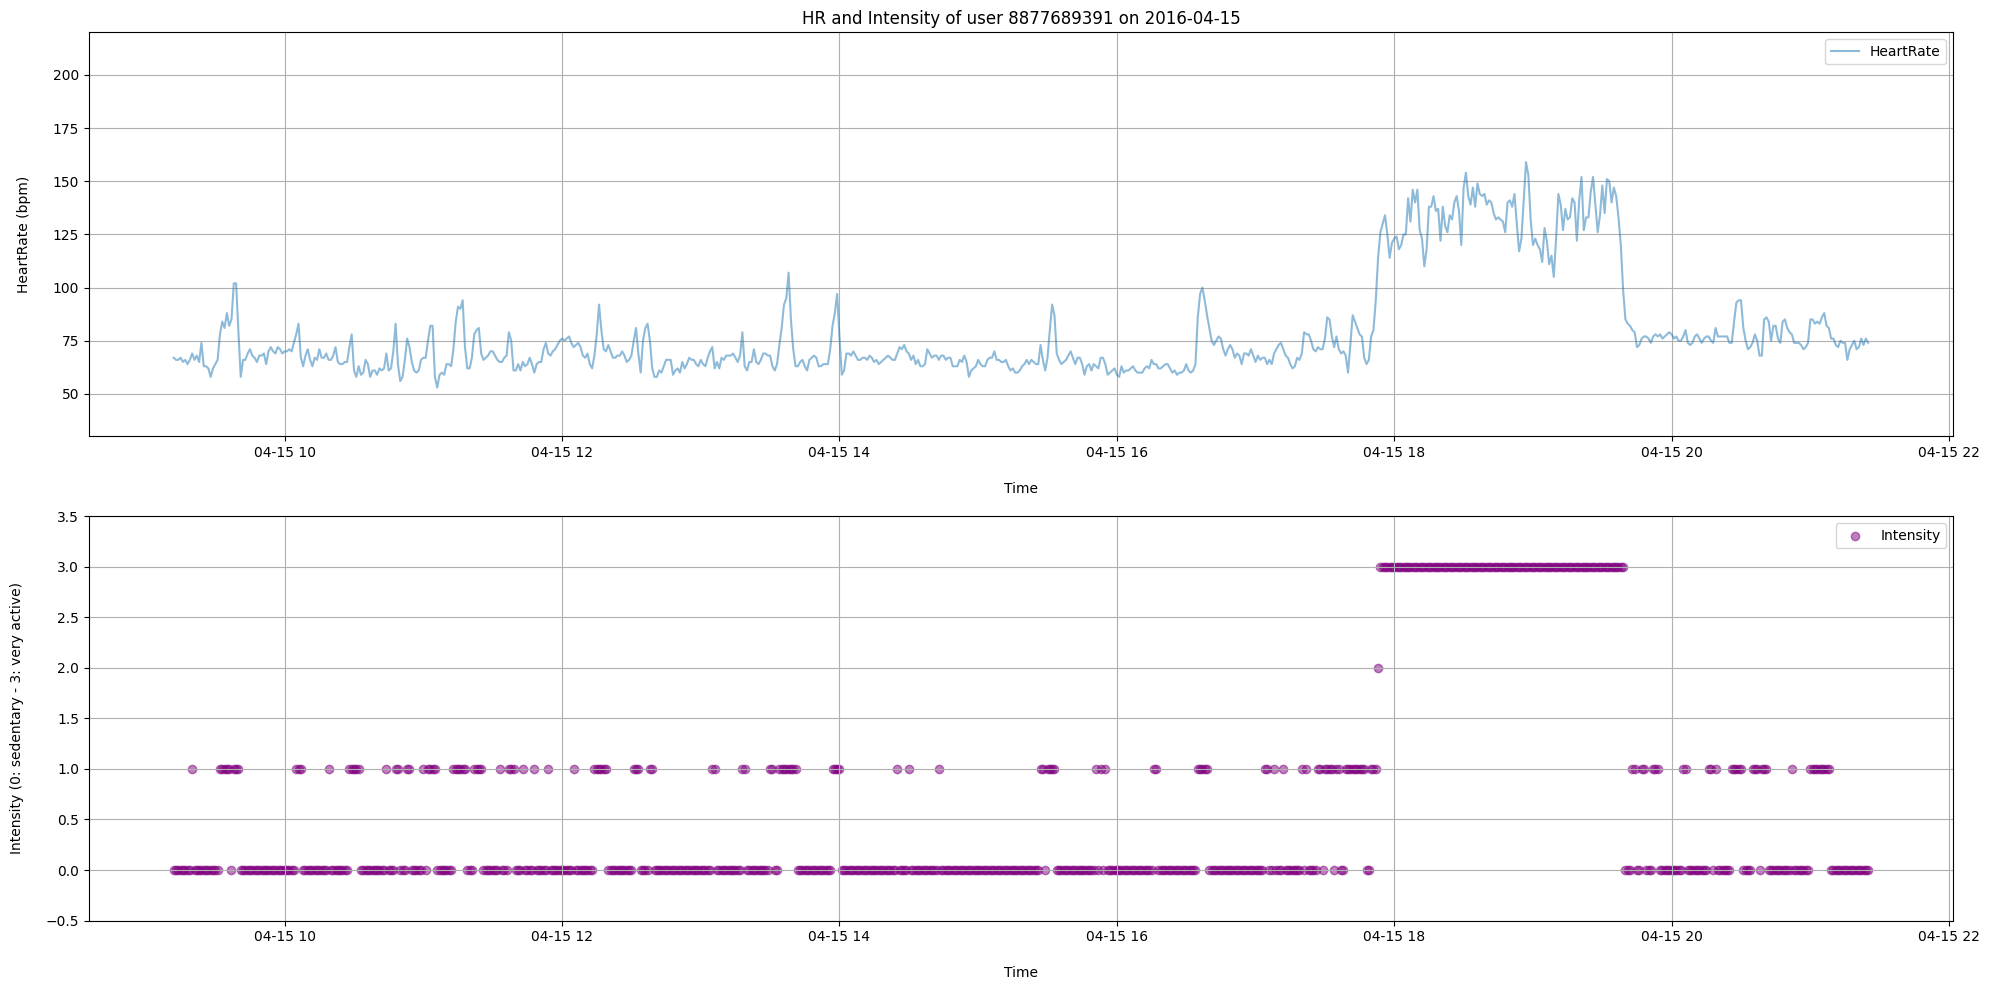 HR and Intensity of user 8877689391 on 2016-04-15
HeartRate
200
175
150
125
100
75
50
HeartRate (bpm)
04-15 10 04-15 12 04-15 14 04-15 16 04-15 18 04-15 20 04-15 22
Time
Intensity
3.5
3.0
2.5
2.0
1.5
1.0
0.5
0.0
−0.5
Intensity (0: sedentary - 3: very active)
04-15 10 04-15 12 04-15 14 04-15 16 04-15 18 04-15 20 04-15 22
Time